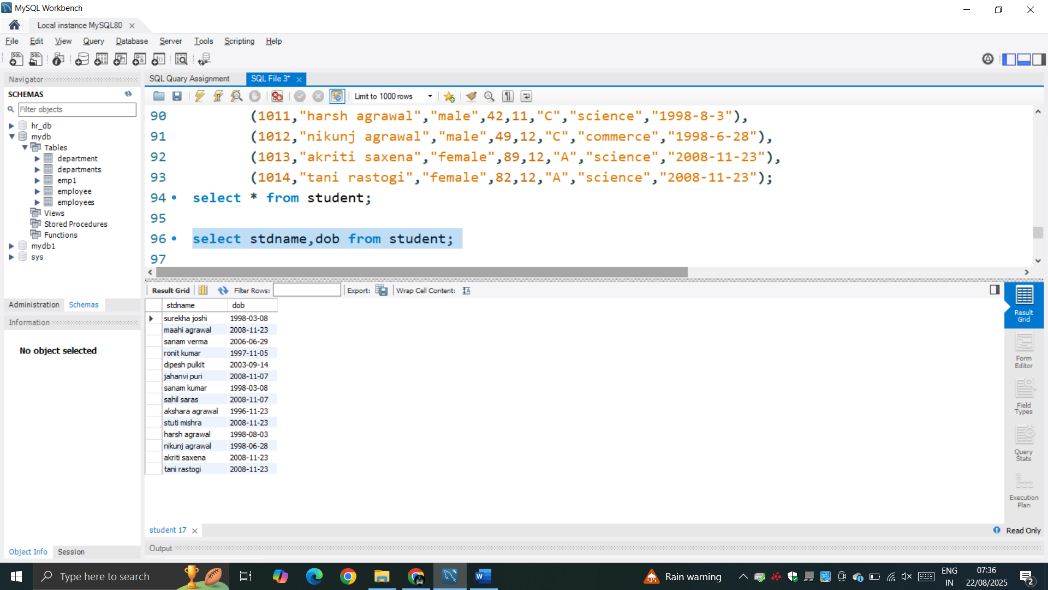 MySQL Workbench
Local instance MySQL80 ×
File Edit View Query Database Server Tools Scripting Help
Navigator
SCHEMAS
Filter objects
hr_db
mydb
Tables
department
departments
emp1
employee
employees
Views
Stored Procedures
Functions
mydb1
sys
Administration Schemas
Information
No object selected
Object Info Session
SQL Query Assignment SQL File 3* ×
Limit to 1000 rows
90 (1011,"harsh agrawal","male",42,11,"C","science","1998-8-3"),
91 (1012,"nikunj agrawal","male",49,12,"C","commerce","1998-6-28"),
92 (1013,"akriti saxena","female",89,12,"A","science","2008-11-23"),
93 (1014,"tani rastogi","female",82,12,"A","science","2008-11-23");
94 select * from student;
95
96 select stdname,dob from student;
97
Result Grid Filter Rows: Export: Wrap Cell Content:
stdname dob
surekha joshi 1998-03-08
maahi agrawal 2008-11-23
sanam verma 2006-06-29
ronit kumar 1997-11-05
dipesh pulkit 2003-09-14
jahanvi puri 2008-11-07
sanam kumar 1998-03-08
sahil saras 2008-11-07
akshara agrawal 1996-11-23
stuti mishra 2008-11-23
harsh agrawal 1998-08-03
nikunj agrawal 1998-06-28
akriti saxena 2008-11-23
tani rastogi 2008-11-23
Result
Grid
Form
Editor
Field
Types
Query
Stats
Execution
Plan
student 17 × Read Only
Output
Type here to search
Rain warning
ENG
IN
07:36
22/08/2025
2